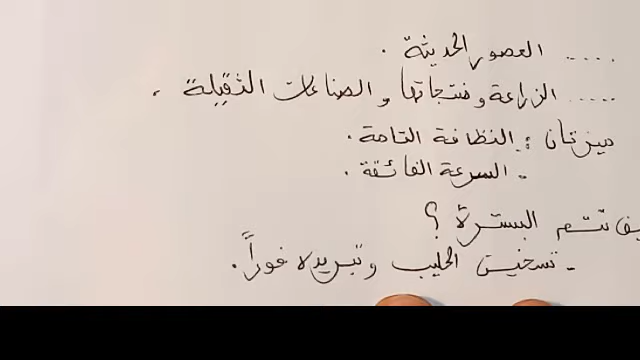 ..... العصور الحديثة .
..... الزراعة ومنتجاتها والصناعات الثقيلة .
ميزتان : النظافة التامة .
- السرعة الفائقة .
تتم البسترة ؟
- تسخين الحليب وتبريده فوراً .